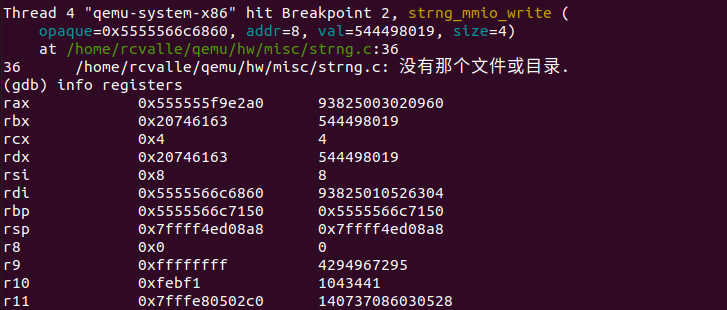 Thread 4 "qemu-system-x86" hit Breakpoint 2, strng_mmio_write (
    opaque=0x5555566c6860, addr=8, val=544498019, size=4)
    at /home/rcvalle/qemu/hw/misc/strng.c:36
36      /home/rcvalle/qemu/hw/misc/strng.c: 没有那个文件或目录.
(gdb) info registers
rax            0x555555f9e2a0      93825003020960
rbx            0x20746163          544498019
rcx            0x4                 4
rdx            0x20746163          544498019
rsi            0x8                 8
rdi            0x5555566c6860      93825010526304
rbp            0x5555566c7150      0x5555566c7150
rsp            0x7ffff4ed08a8      0x7ffff4ed08a8
r8             0x0                 0
r9             0xffffffff          4294967295
r10            0xfebf1             1043441
r11            0x7fffe80502c0      140737086030528